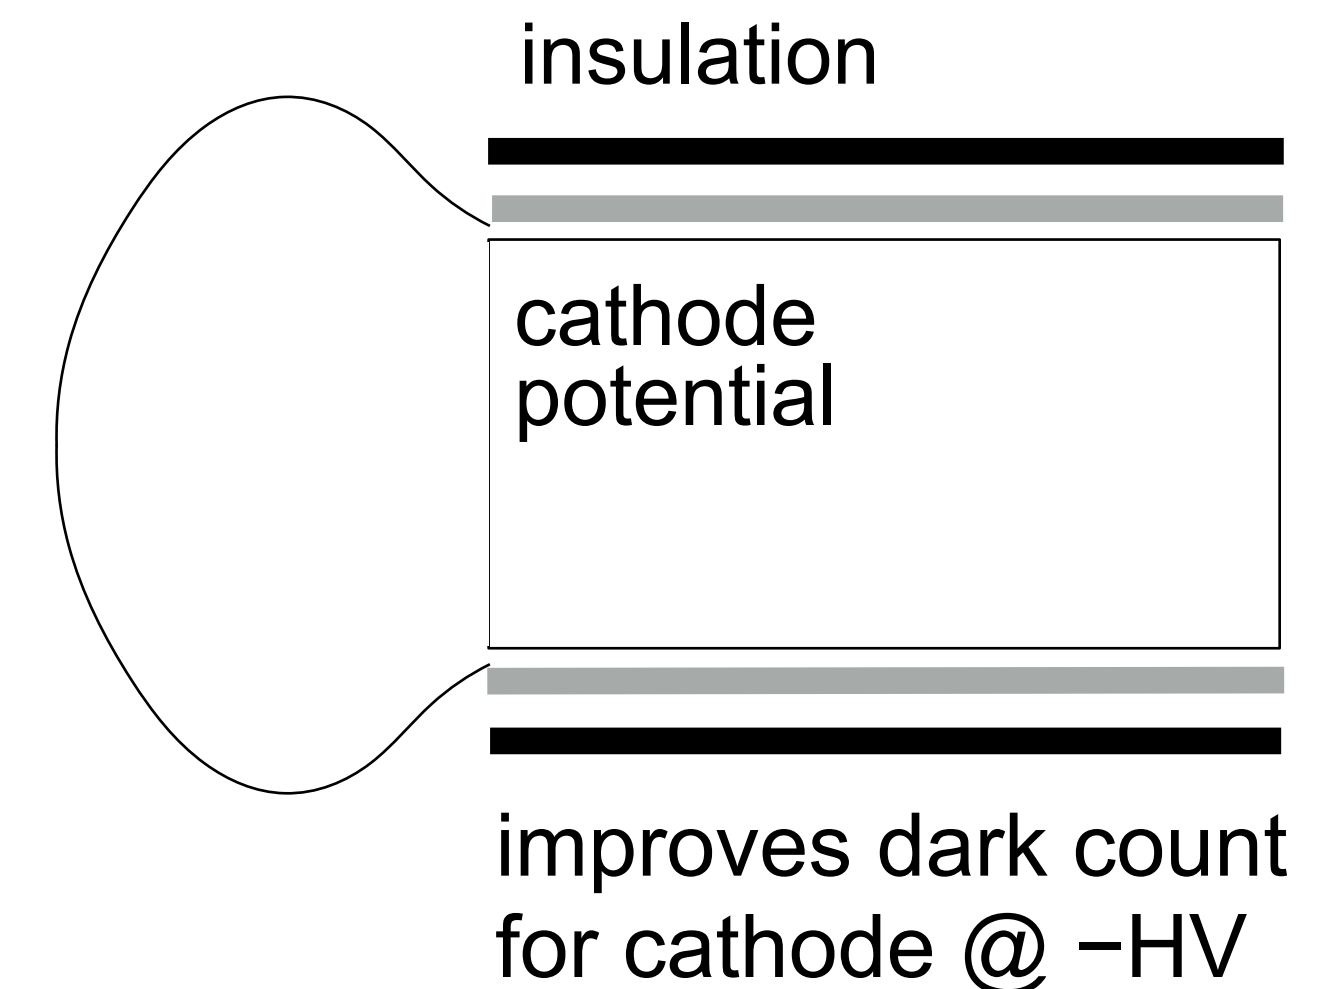 insulation
cathode
potential
improves dark count
for cathode @ −HV